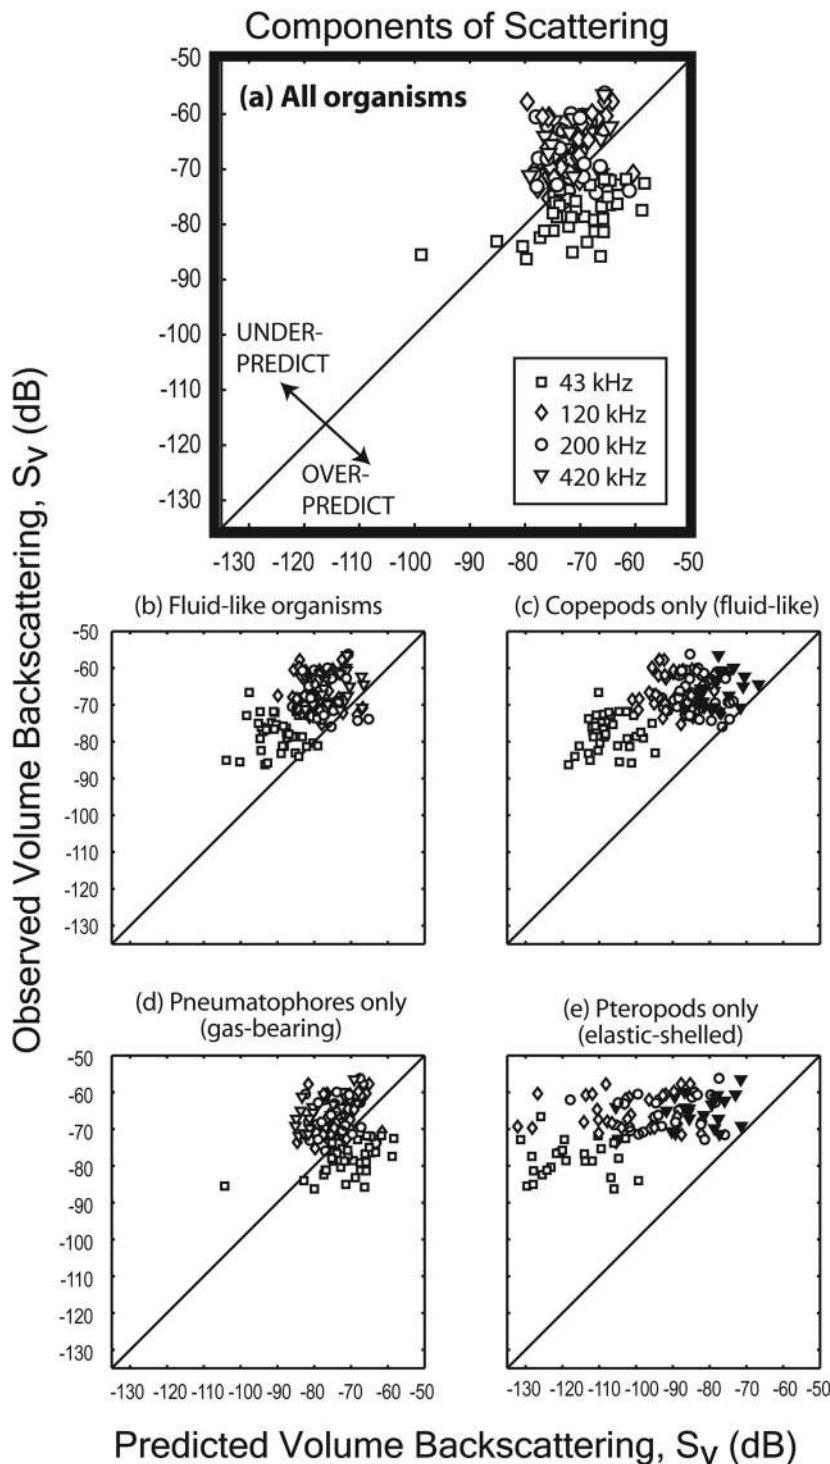 Components of Scattering
(a) All organisms
-50
-60
-70
-80
-90
-100
-110
-120
-130
UNDER-
PREDICT
OVER-
PREDICT
43 kHz
120 kHz
200 kHz
420 kHz
-130 -120 -110 -100 -90 -80 -70 -60 -50
Observed Volume Backscattering, Sv (dB)
(b) Fluid-like organisms
-50
-60
-70
-80
-90
-100
-110
-120
-130
(c) Copepods only (fluid-like)
(d) Pneumatophores only
(gas-bearing)
-50
-60
-70
-80
-90
-100
-110
-120
-130
-130 -120 -110 -100 -90 -80 -70 -60 -50
(e) Pteropods only
(elastic-shelled)
-130 -120 -110 -100 -90 -80 -70 -60 -50
Predicted Volume Backscattering, Sv (dB)